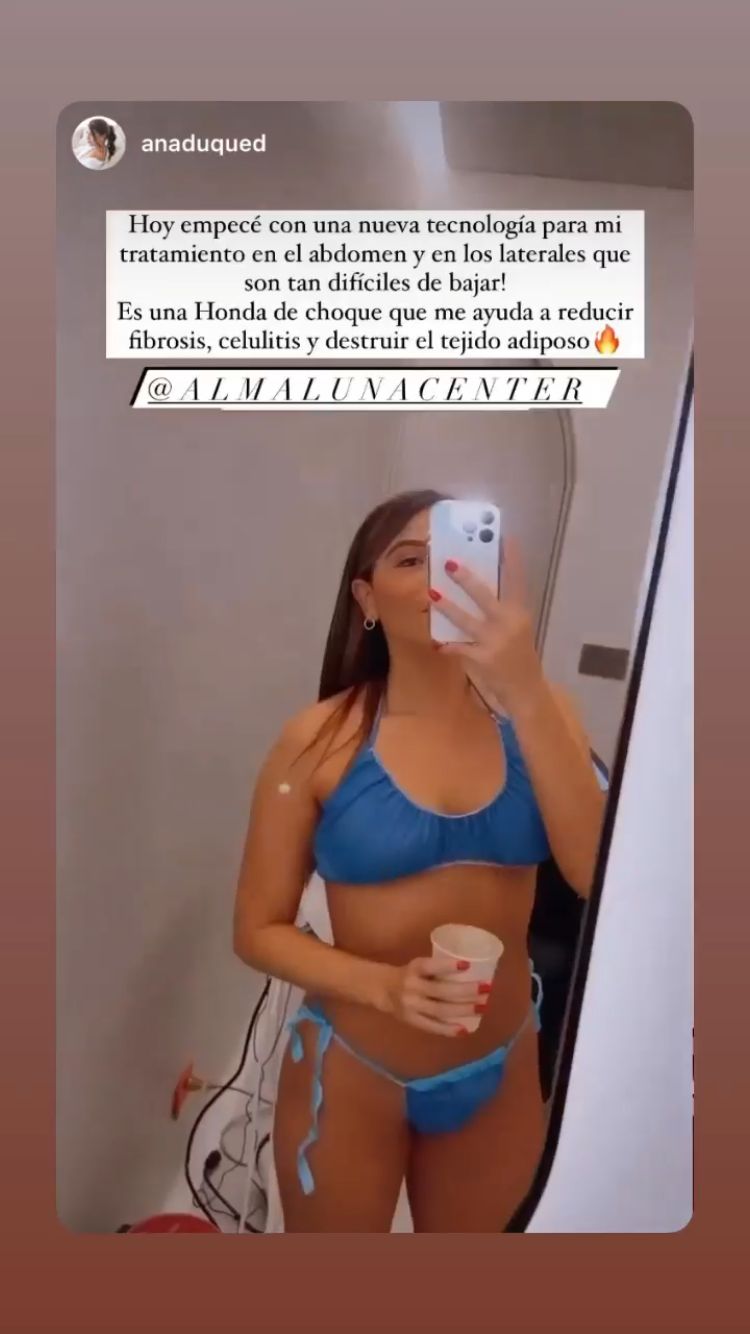 anaduqued
Hoy empecé con una nueva tecnología para mi
tratamiento en el abdomen y en los laterales que
son tan difíciles de bajar!
Es una Honda de choque que me ayuda a reducir
fibrosis, celulitis y destruir el tejido adiposo🔥
@ALMALUNACENTER